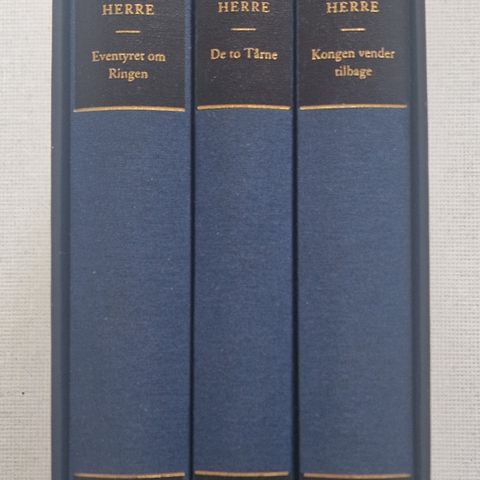 HERRE
Eventyret om
Ringen
HERRE
De to Tårne
HERRE
Kongen vender
tilbage